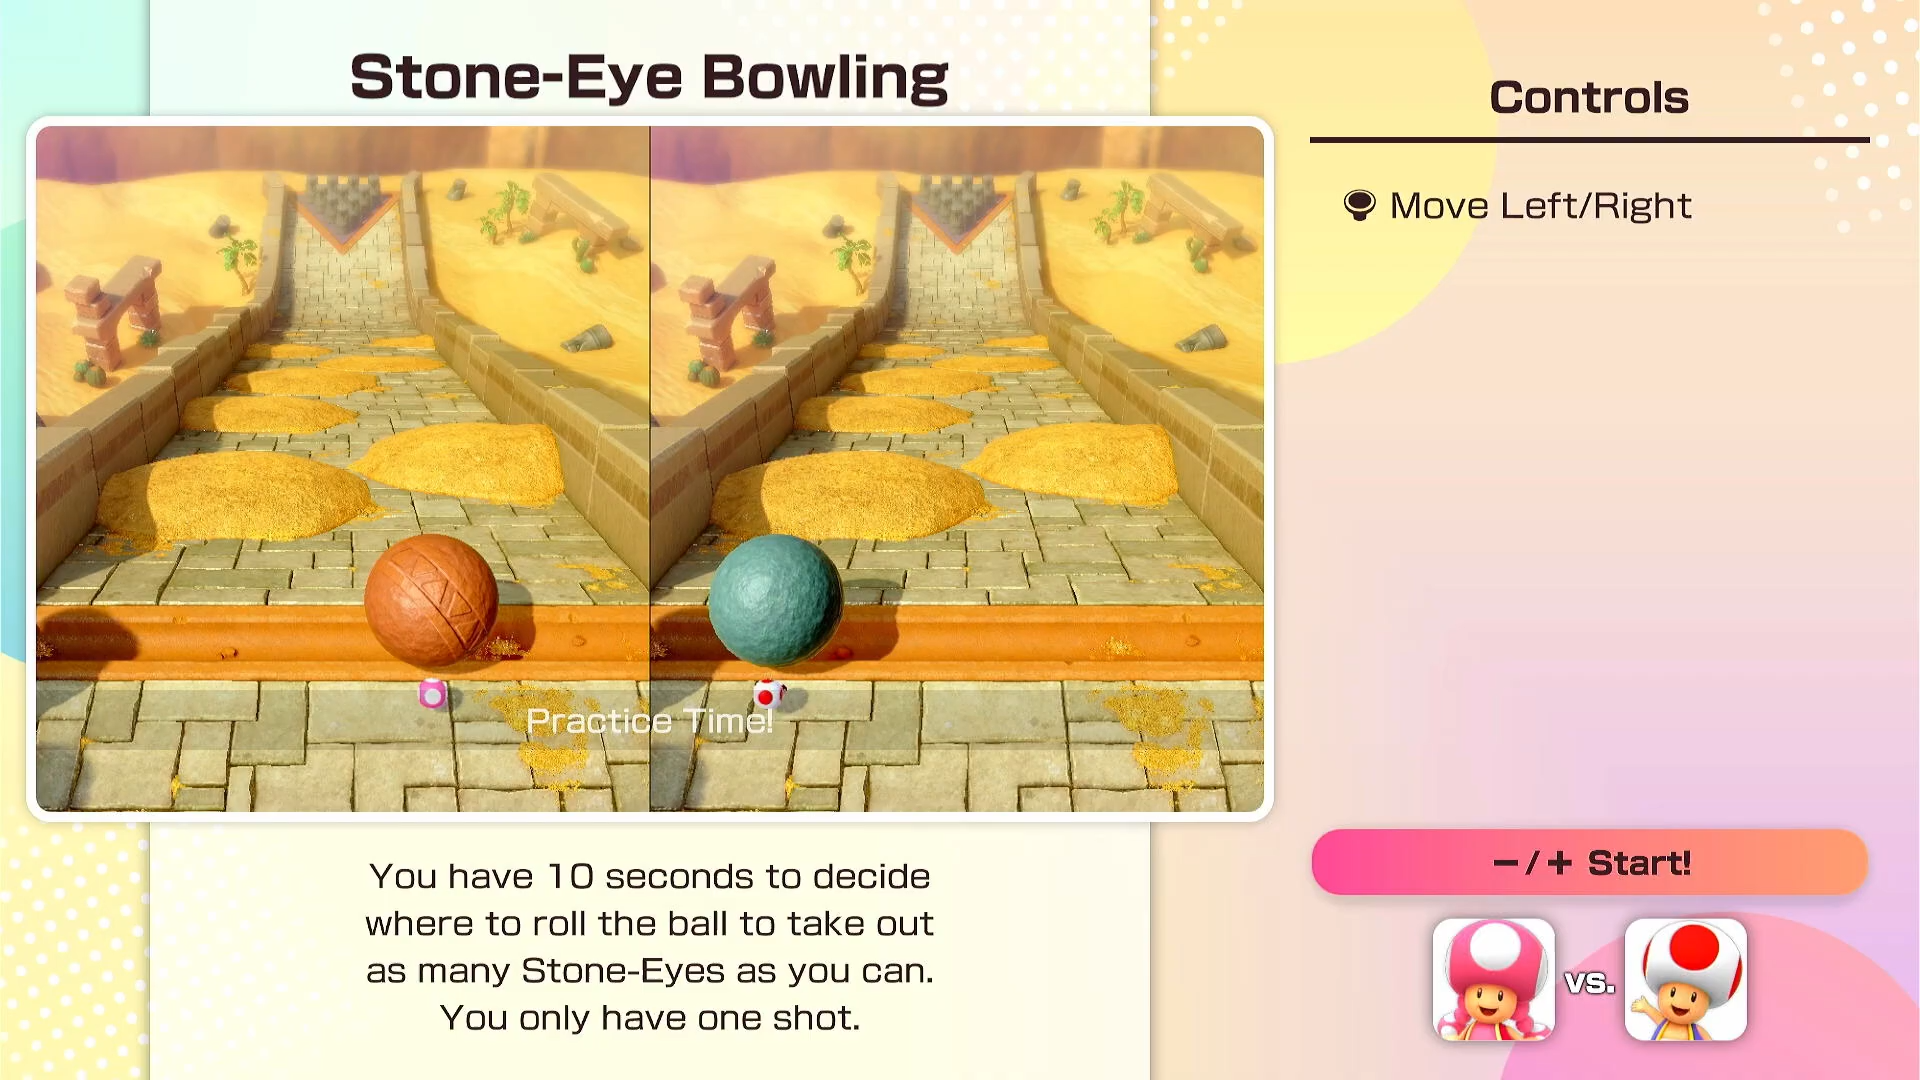 Stone-Eye Bowling
Practice Time!
You have 10 seconds to decide
where to roll the ball to take out
as many Stone-Eyes as you can.
You only have one shot.
Controls
Move Left/Right
−/+ Start!
vs.